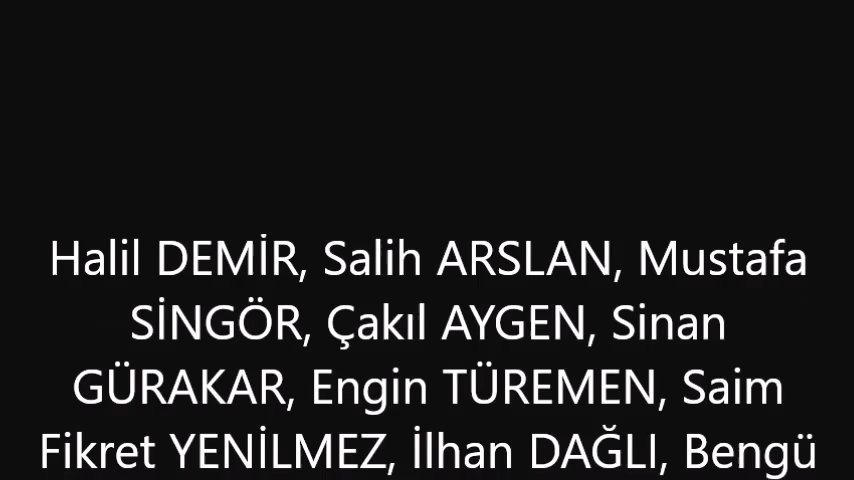 Halil DEMİR, Salih ARSLAN, Mustafa
SİNGÖR, Çakıl AYGEN, Sinan
GÜRAKAR, Engin TÜREMEN, Saim
Fikret YENİLMEZ, İlhan DAĞLI, Bengü